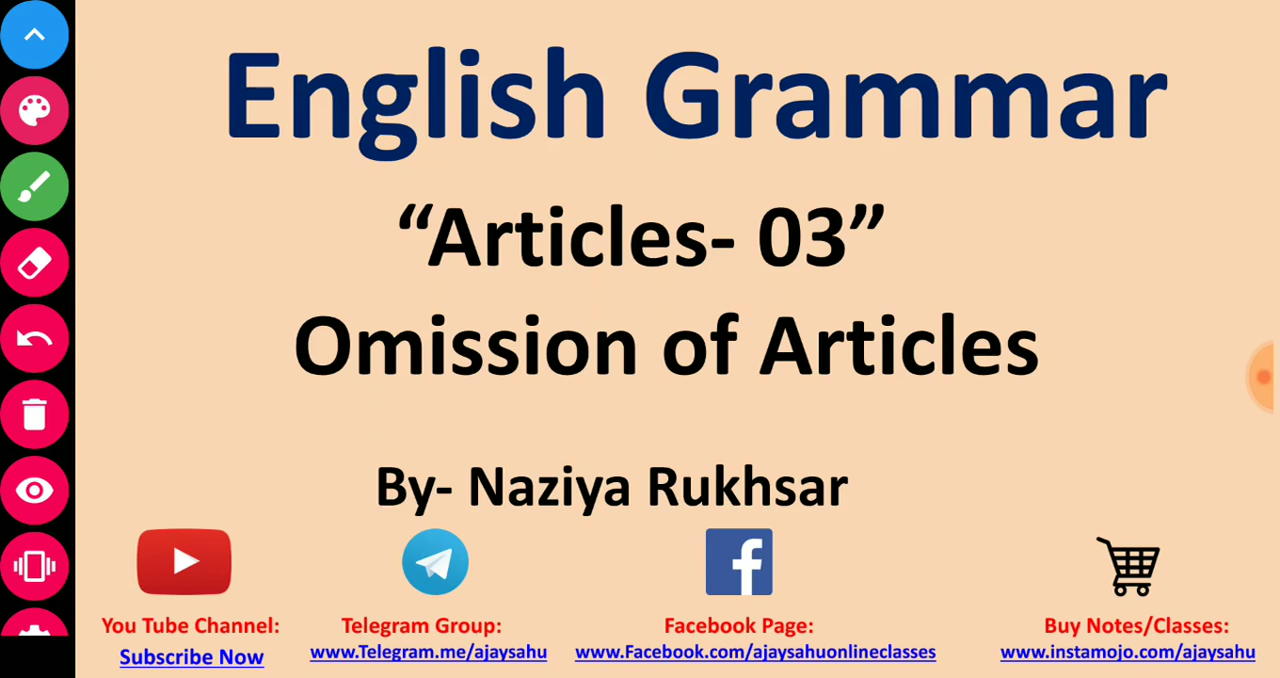 English Grammar
“Articles- 03”
Omission of Articles
By- Naziya Rukhsar
You Tube Channel:
Subscribe Now
Telegram Group:
www.Telegram.me/ajaysahu
Facebook Page:
www.Facebook.com/ajaysahuonlineclasses
Buy Notes/Classes:
www.instamojo.com/ajaysahu